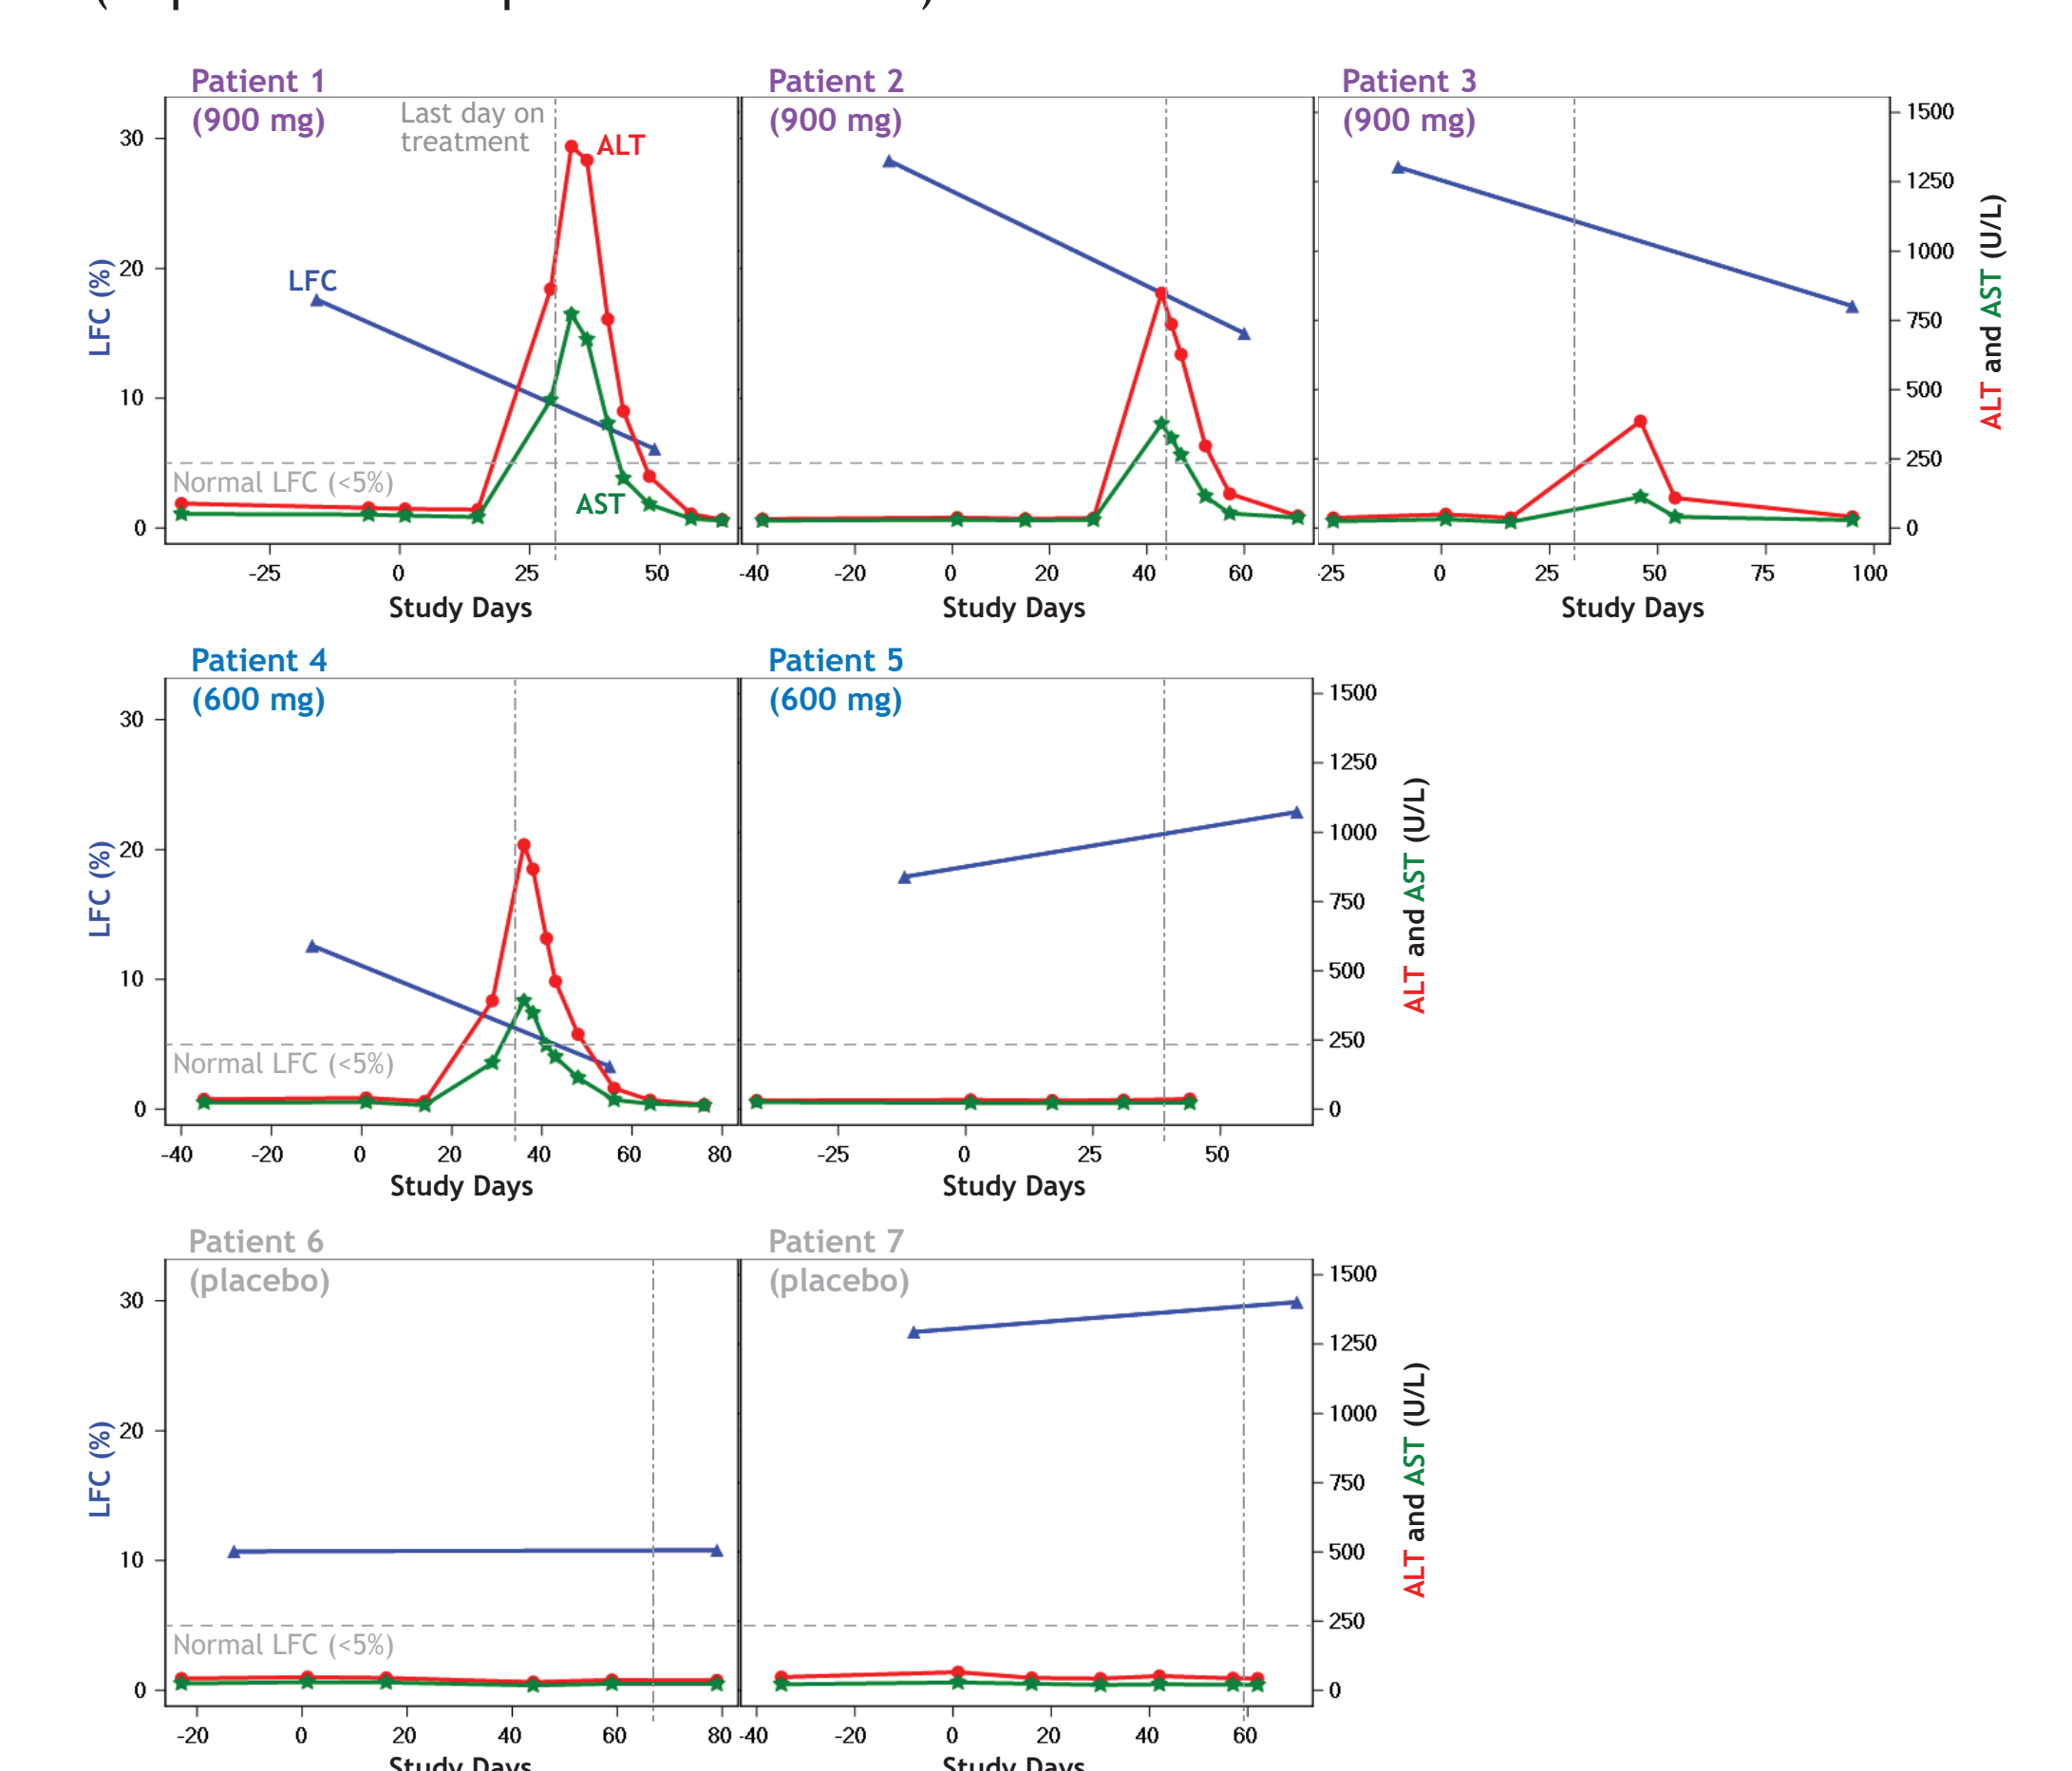 Patient 1
(900 mg)
Patient 2
(900 mg)
Patient 3
(900 mg)
Last day on
treatment
ALT
LFC
AST
Normal LFC (<5%)
LFC (%)
30
20
10
0
1500
1250
1000
750
500
250
0
ALT and AST (U/L)
-25 0 25 50
-40 -20 0 20 40 60
-25 0 25 50 75 100
Study Days
Study Days
Study Days
Patient 4
(600 mg)
Patient 5
(600 mg)
LFC (%)
30
20
10
0
Normal LFC (<5%)
1500
1250
1000
750
500
250
0
ALT and AST (U/L)
-40 -20 0 20 40 60 80
-25 0 25 50
Study Days
Study Days
Patient 6
(placebo)
Patient 7
(placebo)
LFC (%)
30
20
10
0
Normal LFC (<5%)
1500
1250
1000
750
500
250
0
ALT and AST (U/L)
-20 0 20 40 60 80
-40 -20 0 20 40 60
Study Days
Study Days